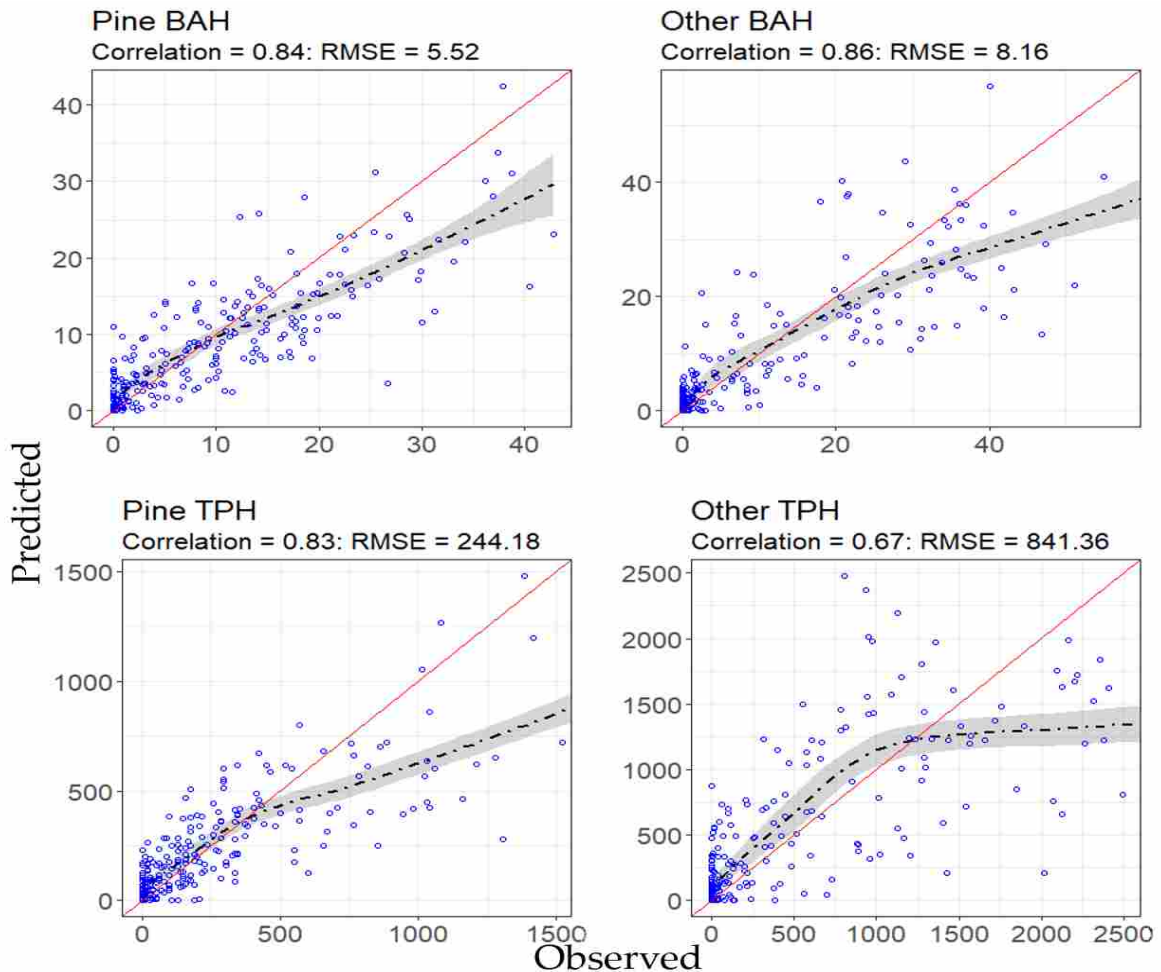 Pine BAH
Correlation = 0.84: RMSE = 5.52
40
30
20
10
0
0 10 20 30 40
Other BAH
Correlation = 0.86: RMSE = 8.16
40
20
0
0 20 40
Predicted
Pine TPH
Correlation = 0.83: RMSE = 244.18
1500
1000
500
0
0 500 1000 1500
Other TPH
Correlation = 0.67: RMSE = 841.36
2500
2000
1500
1000
500
0
0 500 1000 1500 2000 2500
Observed